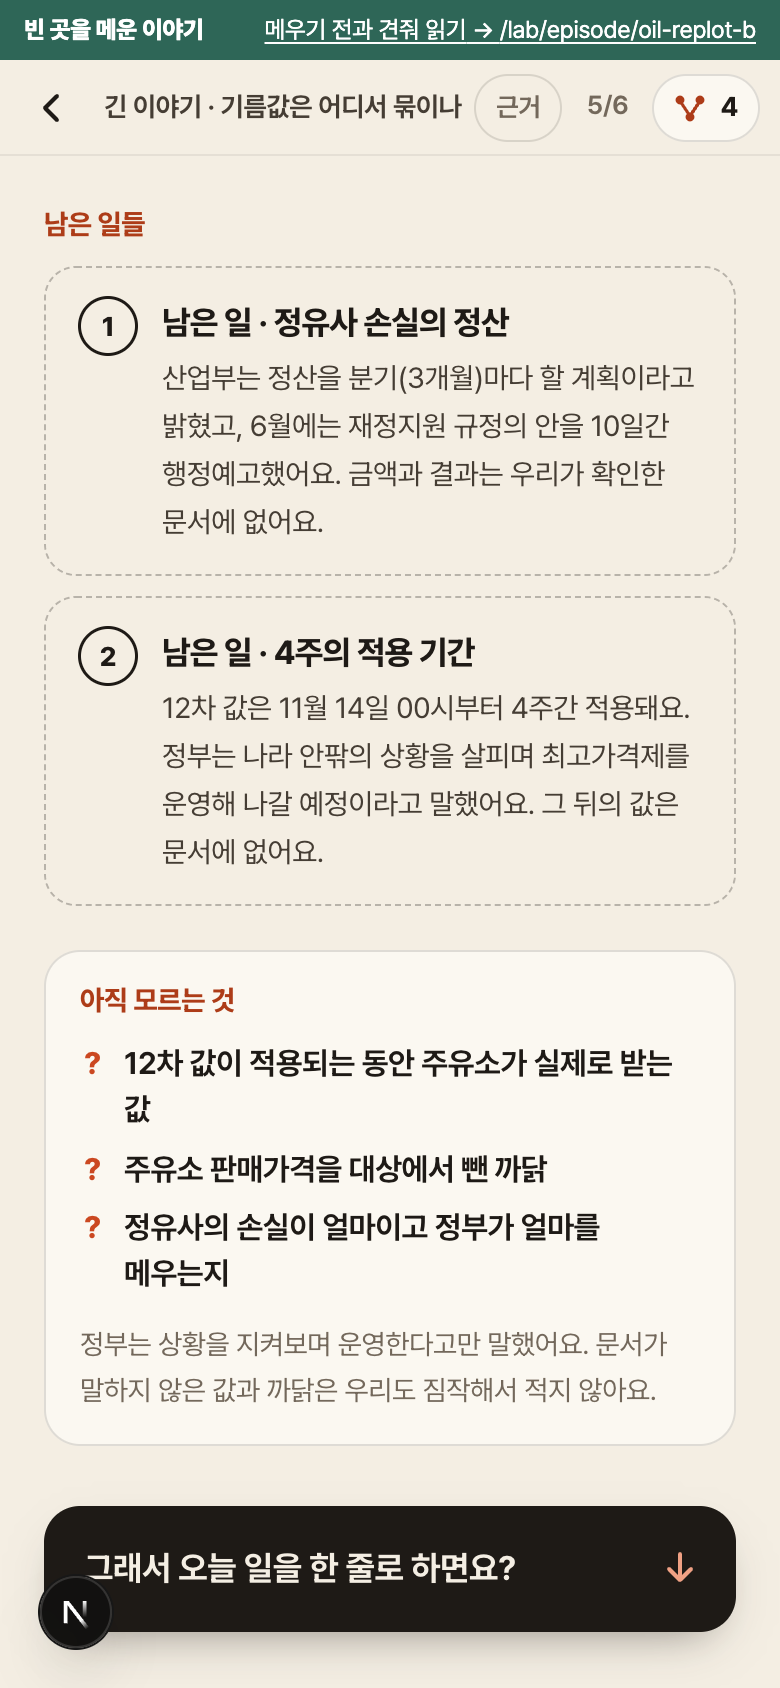 빈 곳을 메운 이야기
메우기 전과 견줘 읽기 → /lab/episode/oil-replot-b
긴 이야기 · 기름값은 어디서 묶이나
근거
5/6
4
남은 일들
1
남은 일 · 정유사 손실의 정산
산업부는 정산을 분기(3개월)마다 할 계획이라고
밝혔고, 6월에는 재정지원 규정의 안을 10일간
행정예고했어요. 금액과 결과는 우리가 확인한
문서에 없어요.
2
남은 일 · 4주의 적용 기간
12차 값은 11월 14일 00시부터 4주간 적용돼요.
정부는 나라 안팎의 상황을 살피며 최고가격제를
운영해 나갈 예정이라고 말했어요. 그 뒤의 값은
문서에 없어요.
아직 모르는 것
? 12차 값이 적용되는 동안 주유소가 실제로 받는
값
? 주유소 판매가격을 대상에서 뺀 까닭
? 정유사의 손실이 얼마이고 정부가 얼마를
메우는지
정부는 상황을 지켜보며 운영한다고만 말했어요. 문서가
말하지 않은 값과 까닭은 우리도 짐작해서 적지 않아요.
그래서 오늘 일을 한 줄로 하면요? ↓
N